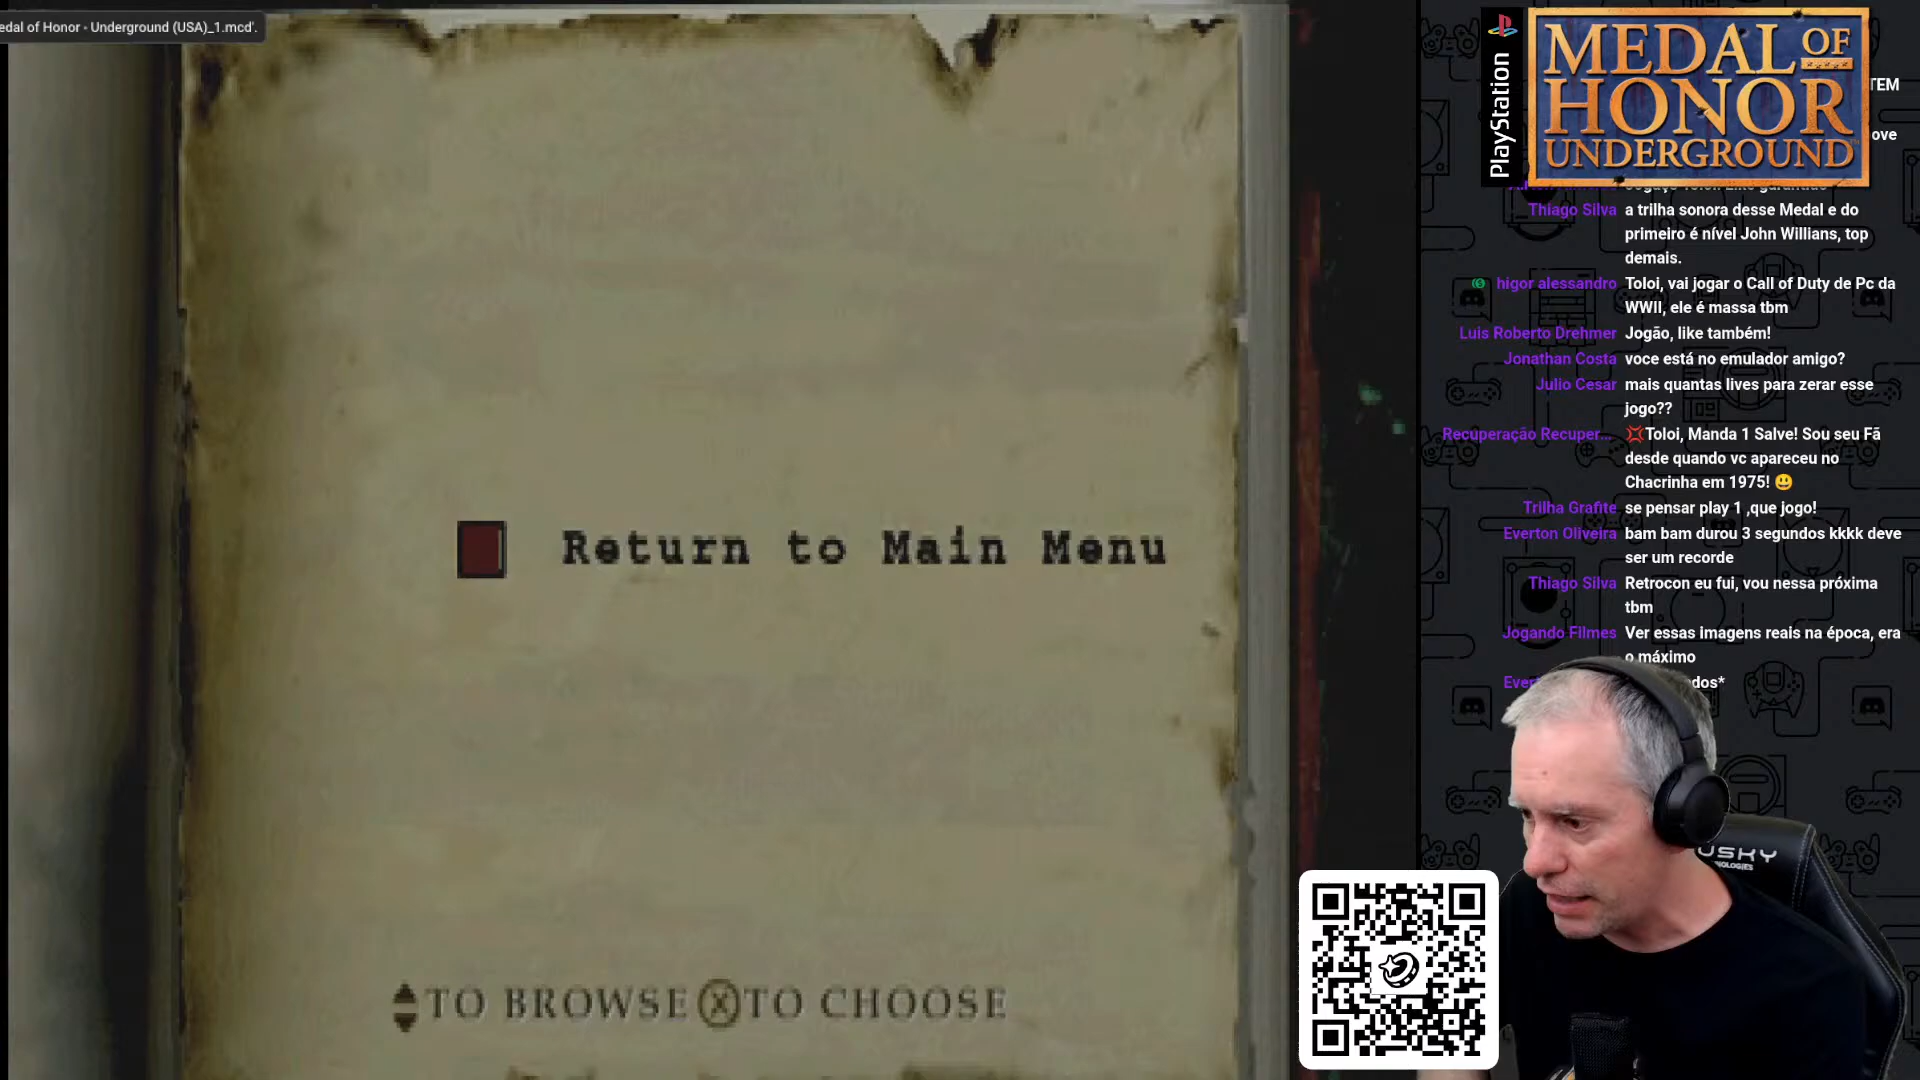 edal of Honor - Underground (USA)_1.mcd'.
PlayStation
MEDAL OF
HONOR
UNDERGROUND
TEM
ove
Thiago Silva a trilha sonora desse Medal e do
primeiro é nível John Willians, top
demais.
higor alessandro Toloi, vai jogar o Call of Duty de Pc da
WWII, ele é massa tbm
Luis Roberto Drehmer Jogão, like também!
Jonathan Costa voce está no emulador amigo?
Julio Cesar mais quantas lives para zerar esse
jogo??
Recuperação Recuper... 💢Toloi, Manda 1 Salve! Sou seu Fã
desde quando vc apareceu no
Chacrinha em 1975! 😃
Trilha Grafite se pensar play 1 ,que jogo!
Everton Oliveira bam bam durou 3 segundos kkkk deve
ser um recorde
Thiago Silva Retrocon eu fui, vou nessa próxima
tbm
Jogando FIlmes Ver essas imagens reais na época, era
o máximo
Ever dos*
Return to Main Menu
TO BROWSE X TO CHOOSE
USKY